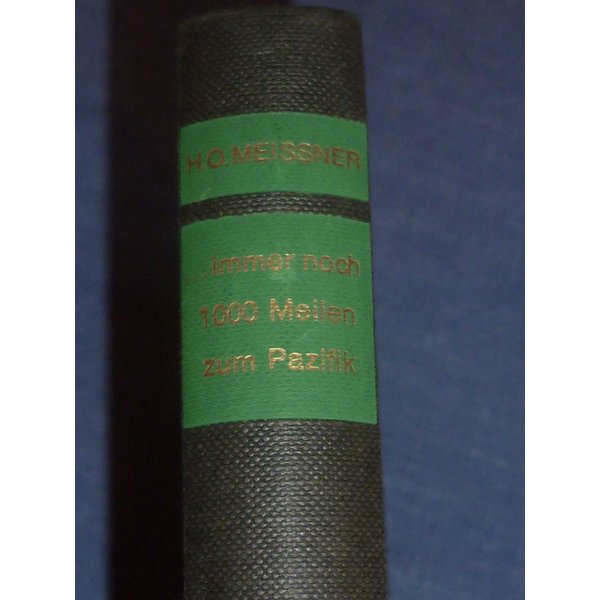 H.O. MEISSNER
...immer noch
1000 Meilen
zum Pazifik